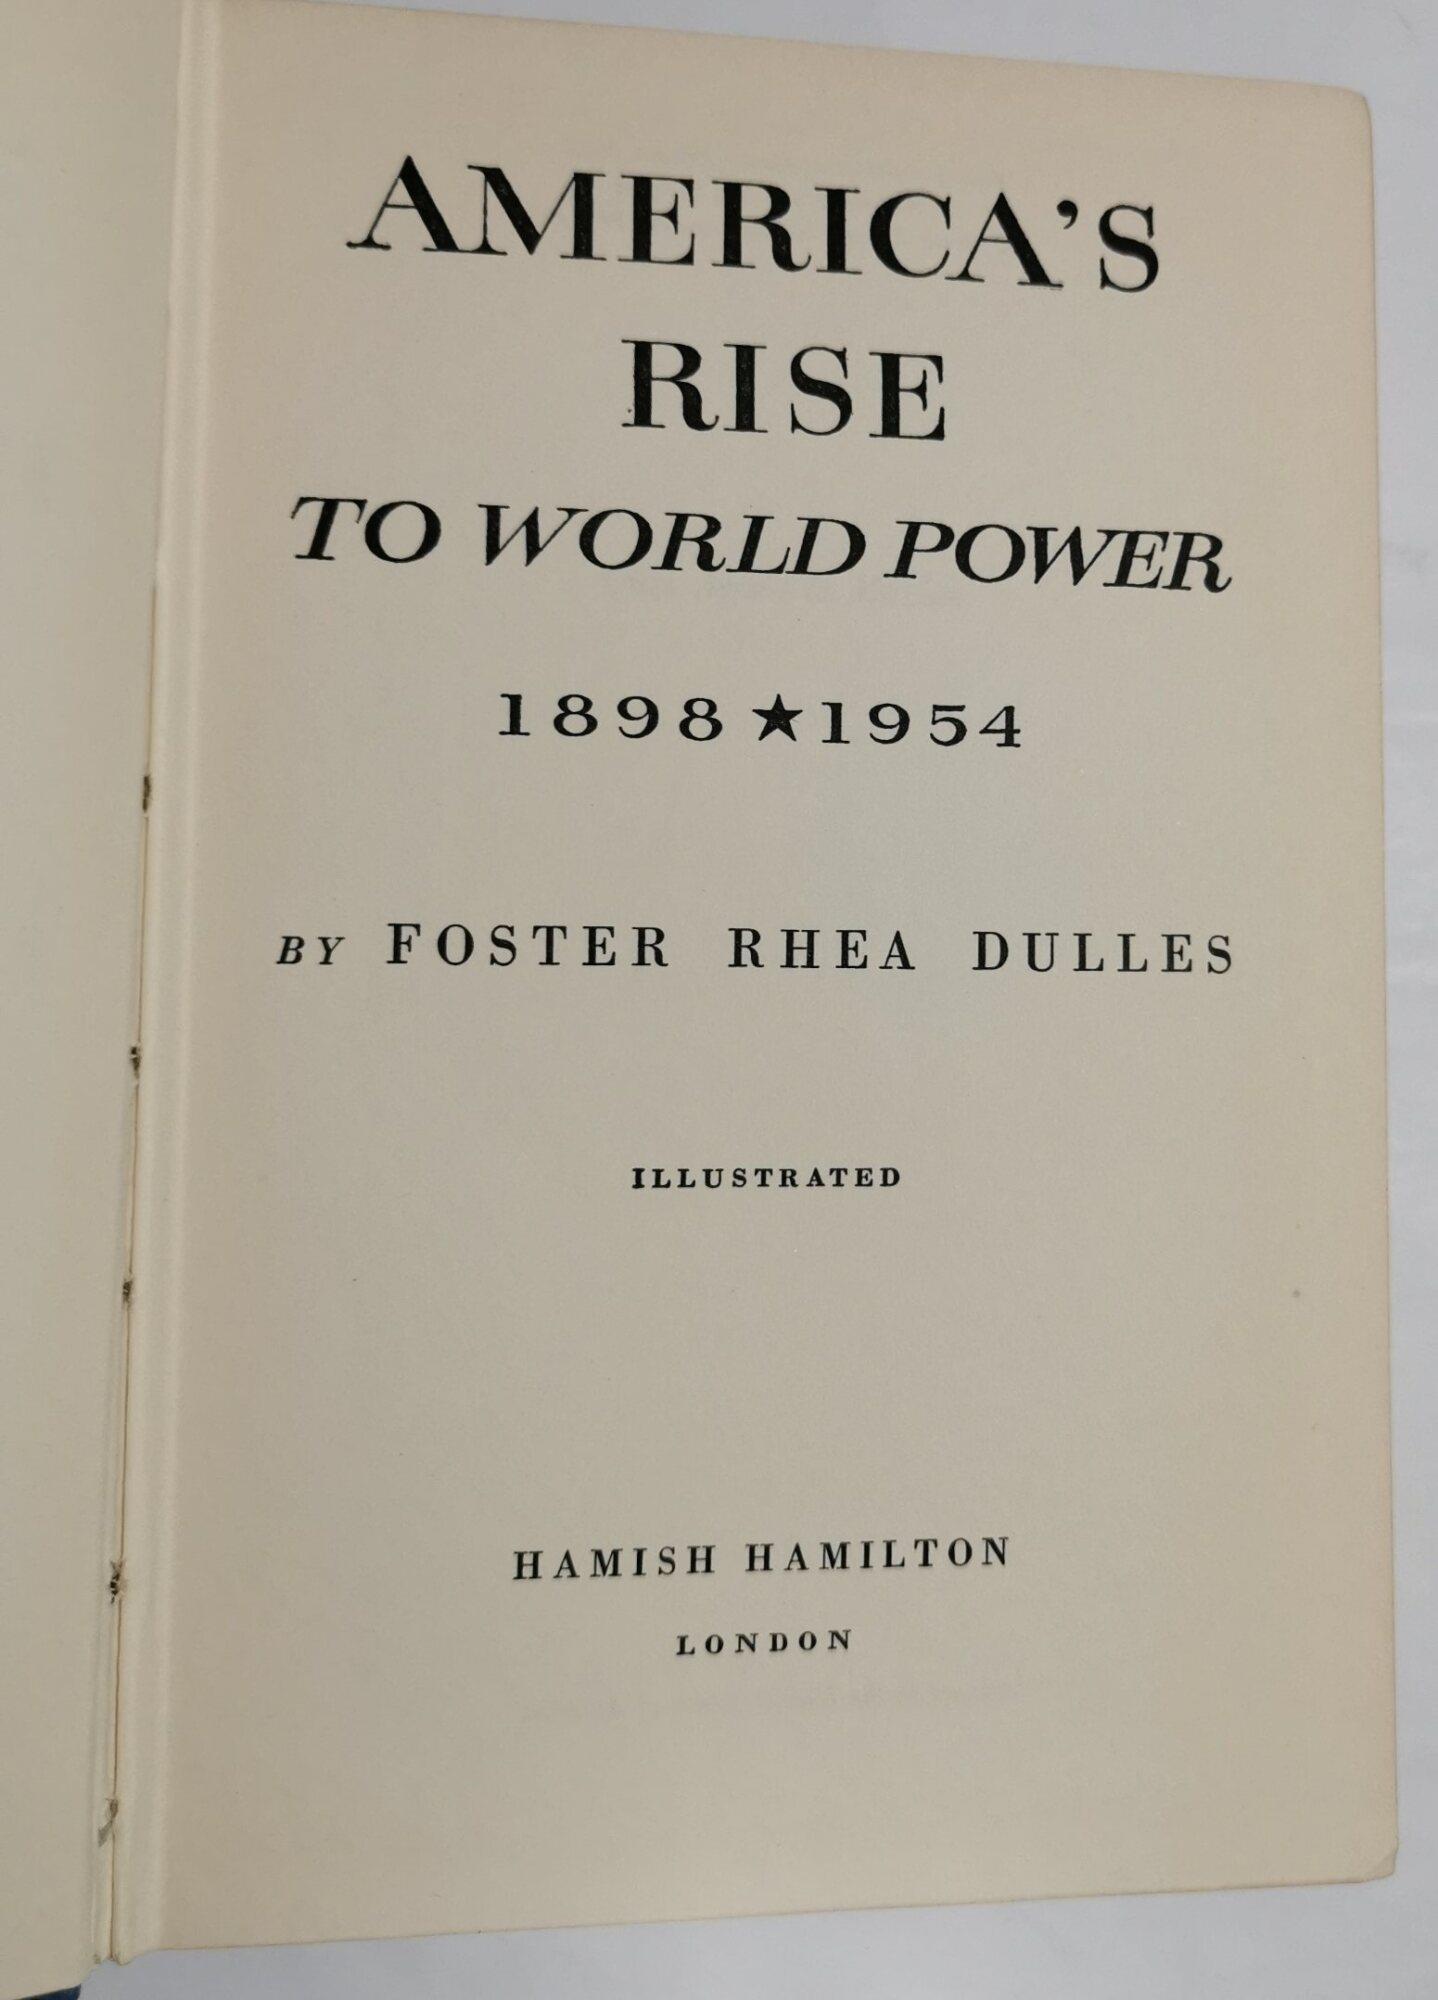 AMERICA'S
RISE
TO WORLD POWER
1898 ★ 1954
BY FOSTER RHEA DULLES
ILLUSTRATED
HAMISH HAMILTON
LONDON